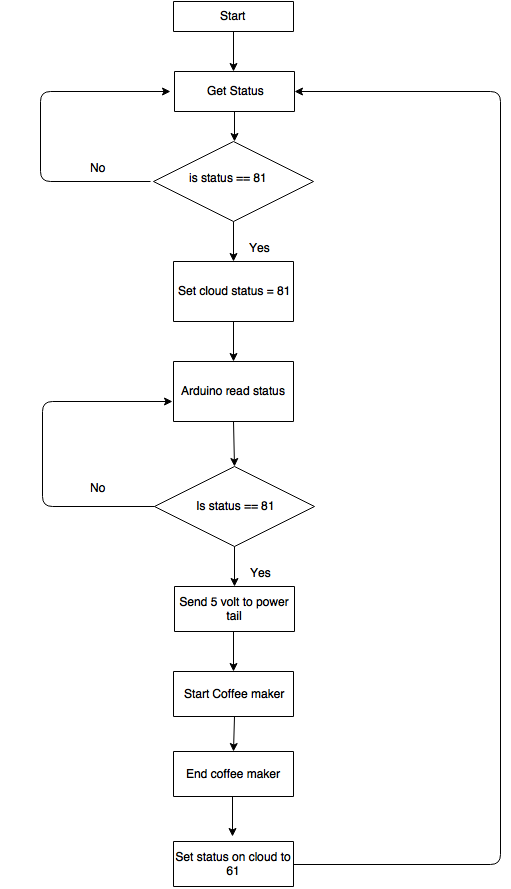 Start
Get Status
is status == 81
No
Yes
Set cloud status = 81
Arduino read status
No
Is status == 81
Yes
Send 5 volt to power
tail
Start Coffee maker
End coffee maker
Set status on cloud to
61